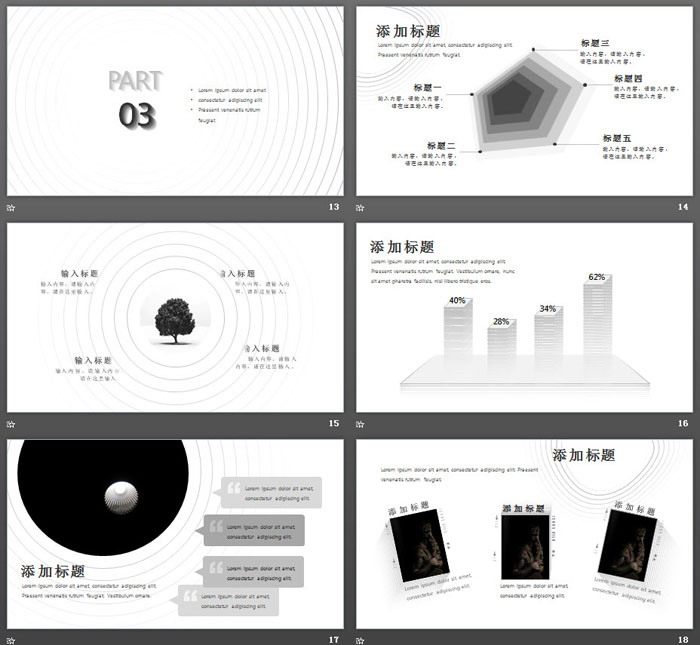 PART
03
Lorem Ipsum dolor sit amet
consectetur adipiscing elit
Praesent venenatis rutrum
feugiat
13
添加标题
Lorem Ipsum dolor sit amet, consectetur adipiscing elit.
Praesent venenatis rutrum feugiat.
标题三
输入内容，请输入内容，
请在这里输入内容。
标题四
输入内容，请输入内容，
请在这里输入内容。
标题一
输入内容，请输入内容，
请在这里输入内容。
标题二
输入内容，请输入内容，
请在这里输入内容。
标题五
输入内容，请输入内容，
请在这里输入内容。
14
输入标题
输入内容，请输入内
容，请在这里输入。
输入标题
输入内容，请输入内
容，请在这里输入。
输入标题
输入内容，请输入内
容，请在这里输入
输入标题
输入内容，请输入
内容，请在这里输入。
15
添加标题
Lorem Ipsum dolor sit amet, consectetur adipiscing elit.
Praesent venenatis rutrum feugiat. Vestibulum ornare, nunc
sit amet pharetra facilisis, nisl libero tristique eros.
40%
28%
34%
62%
16
添加标题
Lorem Ipsum dolor sit amet, consectetur adipiscing elit.
Praesent venenatis rutrum feugiat. Vestibulum ornare.
Lorem Ipsum dolor sit amet,
consectetur adipiscing elit.
Lorem Ipsum dolor sit amet,
consectetur adipiscing elit.
Lorem Ipsum dolor sit amet,
consectetur adipiscing elit.
Lorem Ipsum dolor sit amet,
consectetur adipiscing elit.
17
添加标题
Lorem Ipsum dolor sit amet, consectetur adipiscing elit. Praesent
venenatis rutrum feugiat.
添加标题
Lorem Ipsum dolor sit amet,
consectetur adipiscing elit.
添加标题
Lorem Ipsum dolor sit amet,
consectetur adipiscing elit.
添加标题
Lorem Ipsum dolor sit amet,
consectetur adipiscing elit.
18